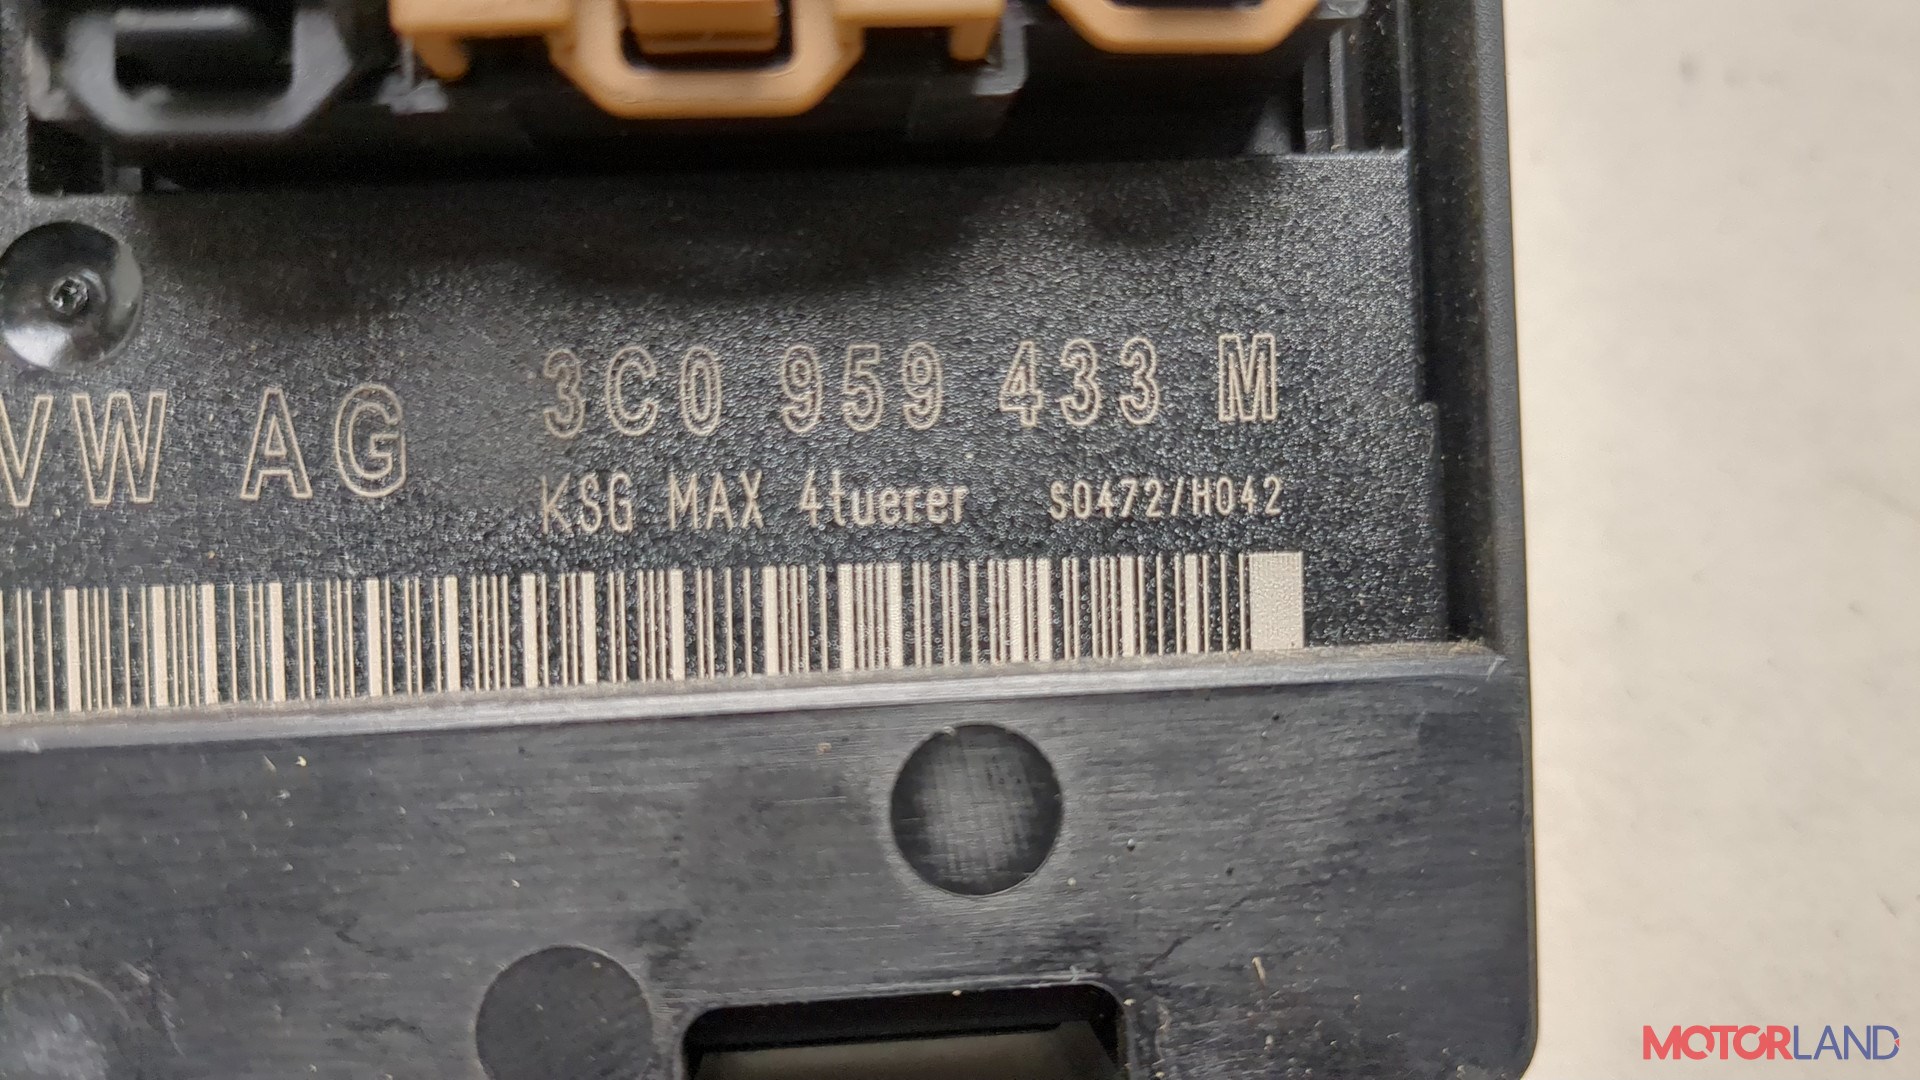 VW AG 3C0 959 433 M
KSG MAX 4tuerer S0472/H042
MOTORLAND